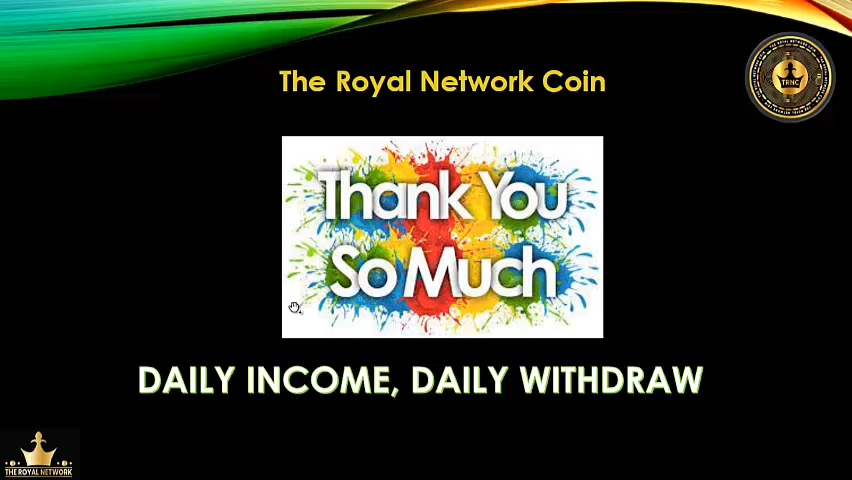 The Royal Network Coin
TRNC
Thank You
So Much
DAILY INCOME, DAILY WITHDRAW
THE ROYAL NETWORK